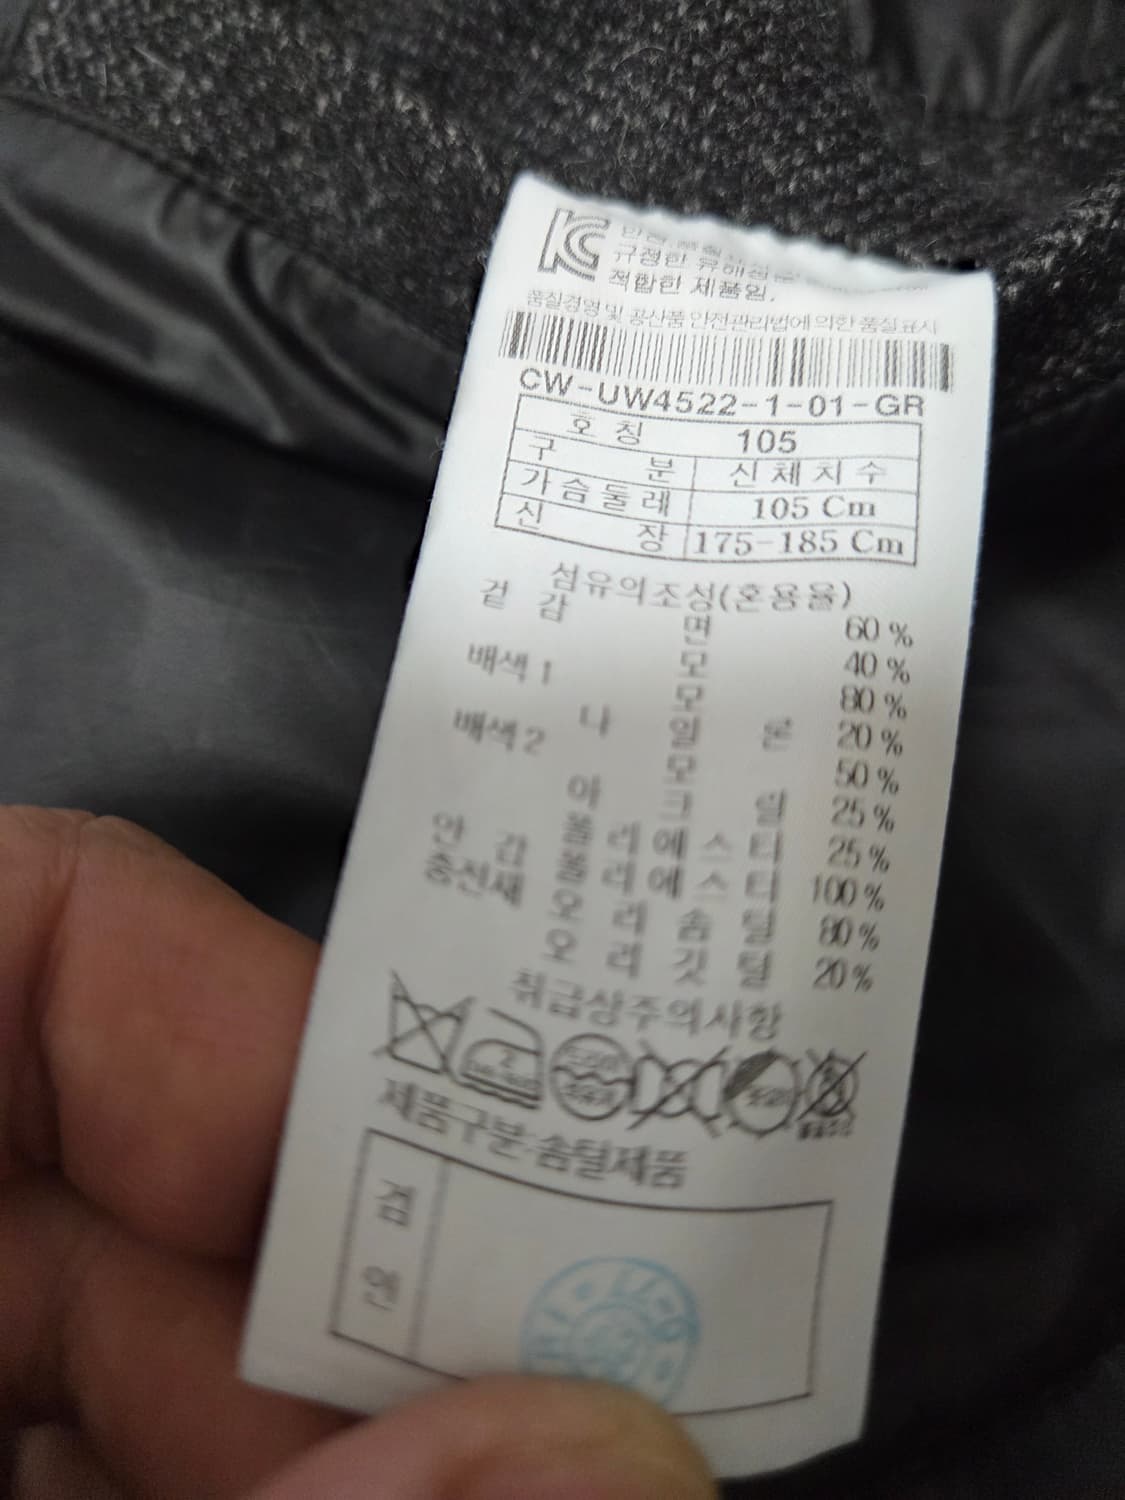 KC
규정한 유해
적합한 제품임.
품질경영 및 공산품 안전관리법에 의한 품질표시
CW-UW4522-1-01-GR
호칭 105
구분 신체치수
가슴둘레 105 Cm
신장 175-185 Cm
섬유의조성(혼용율)
겉감 면 60 %
모 40 %
배색 1 모 80 %
나일론 20 %
배색 2 모 50 %
아크릴 25 %
폴리에스터 25 %
안감 폴리에스터 100 %
충전재 오리솜털 80 %
오리깃털 20 %
취급상주의사항
제품구분:솜털제품